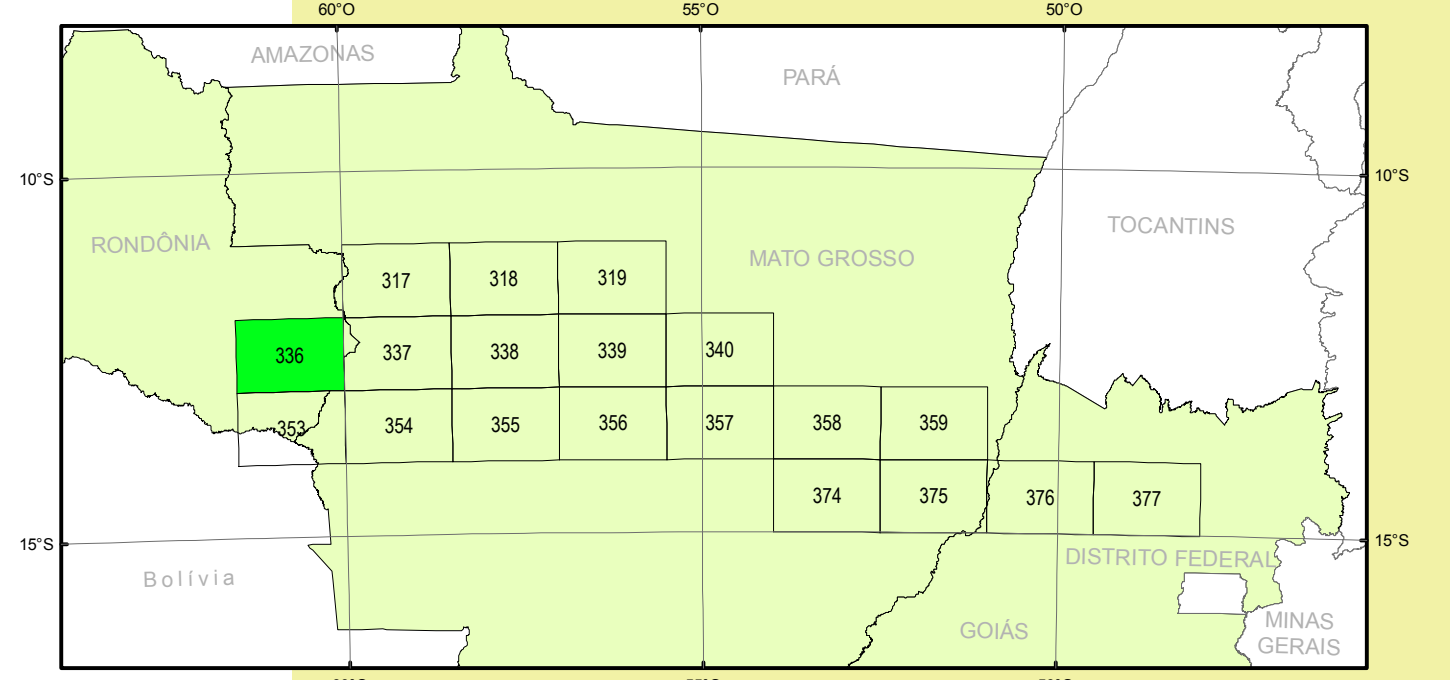 60°O 55°O 50°O
AMAZONAS
PARÁ
10°S 10°S
TOCANTINS
RONDÔNIA
MATO GROSSO
317 318 319
336 337 338 339 340
353 354 355 356 357 358 359
374 375 376 377
15°S 15°S
DISTRITO FEDERAL
Bolívia
GOIÁS
MINAS
GERAIS